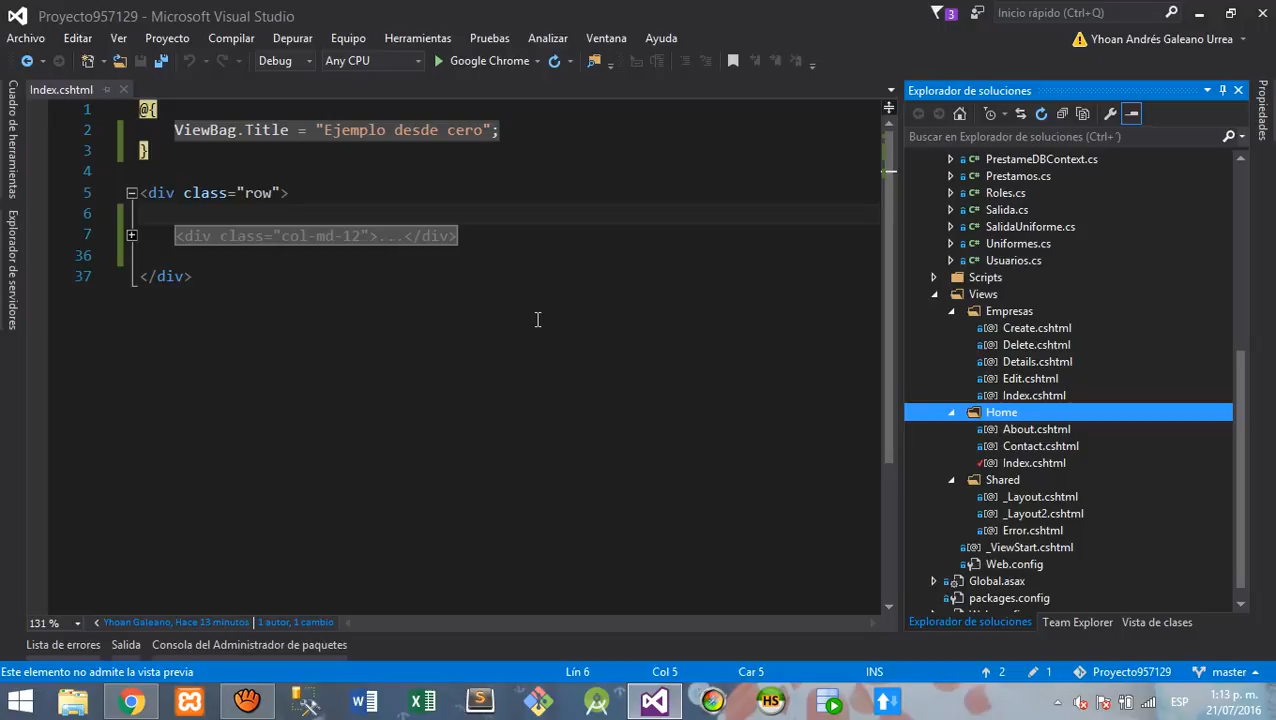 Proyecto957129 - Microsoft Visual Studio
3
Inicio rápido (Ctrl+Q)
Archivo Editar Ver Proyecto Compilar Depurar Equipo Herramientas Pruebas Analizar Ventana Ayuda
Yhoan Andrés Galeano Urrea
Debug Any CPU Google Chrome
Cuadro de herramientas
Explorador de servidores
Index.cshtml
1 @{
2 ViewBag.Title = "Ejemplo desde cero";
3 }
4
5 <div class="row">
6
7 <div class="col-md-12">...</div>
36
37 </div>
131 %
Yhoan Galeano, Hace 13 minutos | 1 autor, 1 cambio
Explorador de soluciones
Buscar en Explorador de soluciones (Ctrl+´)
C# PrestameDBContext.cs
C# Prestamos.cs
C# Roles.cs
C# Salida.cs
C# SalidaUniforme.cs
C# Uniformes.cs
C# Usuarios.cs
Scripts
Views
Empresas
[@] Create.cshtml
[@] Delete.cshtml
[@] Details.cshtml
[@] Edit.cshtml
[@] Index.cshtml
Home
[@] About.cshtml
[@] Contact.cshtml
[@] Index.cshtml
Shared
[@] _Layout.cshtml
[@] _Layout2.cshtml
[@] Error.cshtml
[@] _ViewStart.cshtml
Web.config
Global.asax
packages.config
Explorador de soluciones Team Explorer Vista de clases
Propiedades
Lista de errores Salida Consola del Administrador de paquetes
Este elemento no admite la vista previa Lín 6 Col 5 Car 5 INS 2 1 Proyecto957129 master
HS
ESP
1:13 p. m.
21/07/2016